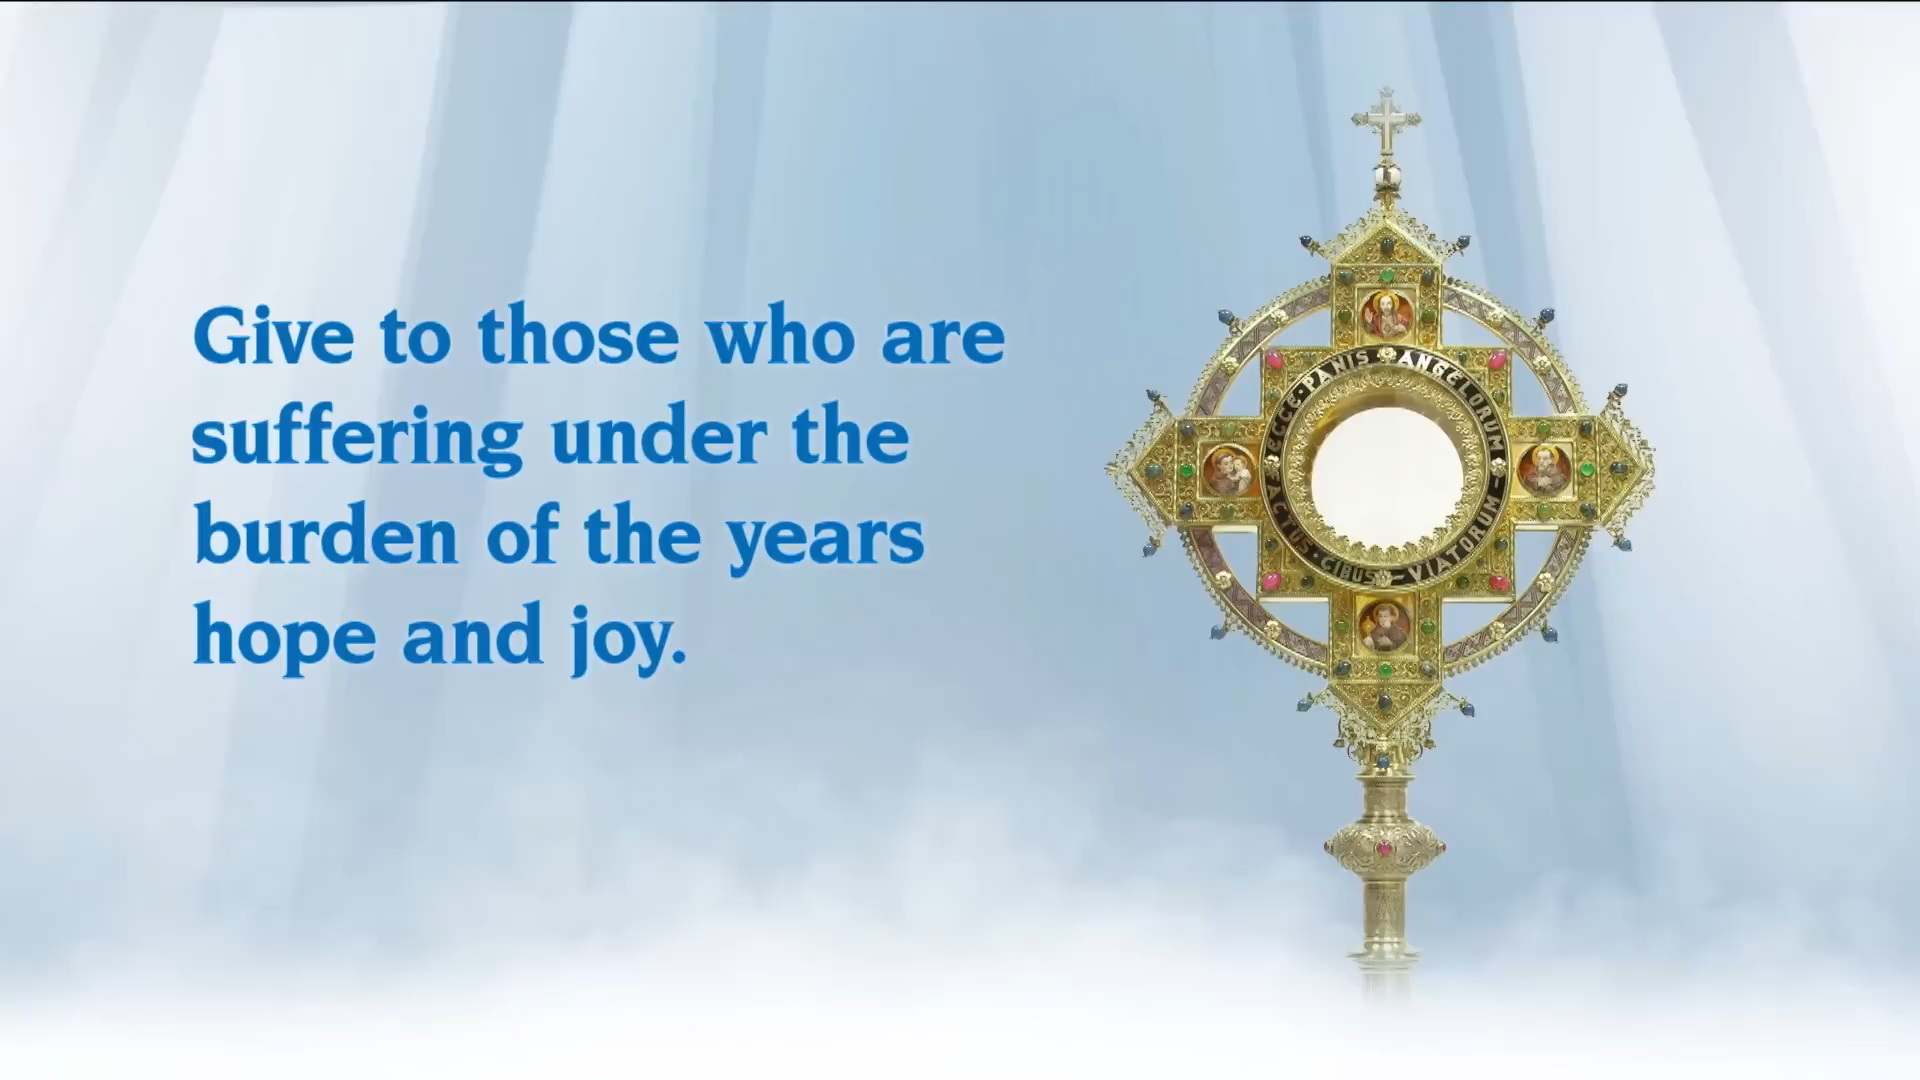 Give to those who are
suffering under the
burden of the years
hope and joy.
ECCE · PANIS ANGELORUM
FACTUS · CIBUS – VIATORUM –